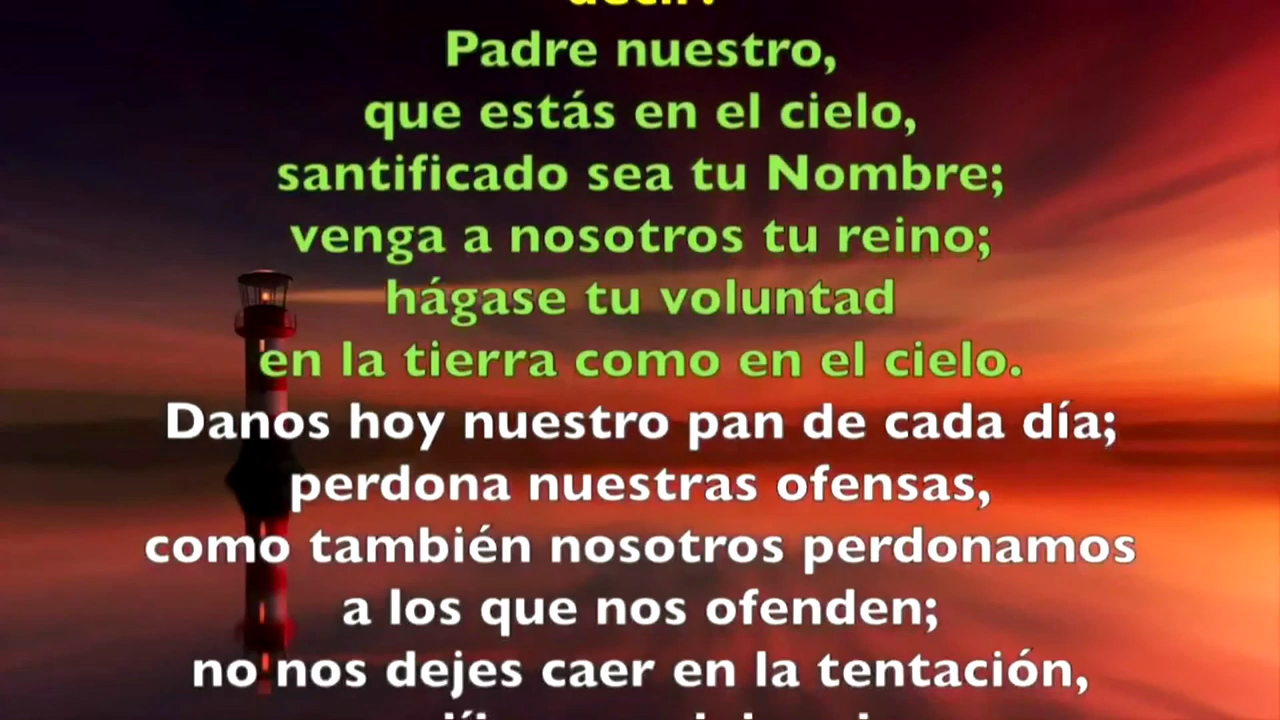 decir:
Padre nuestro,
que estás en el cielo,
santificado sea tu Nombre;
venga a nosotros tu reino;
hágase tu voluntad
en la tierra como en el cielo.
Danos hoy nuestro pan de cada día;
perdona nuestras ofensas,
como también nosotros perdonamos
a los que nos ofenden;
no nos dejes caer en la tentación,